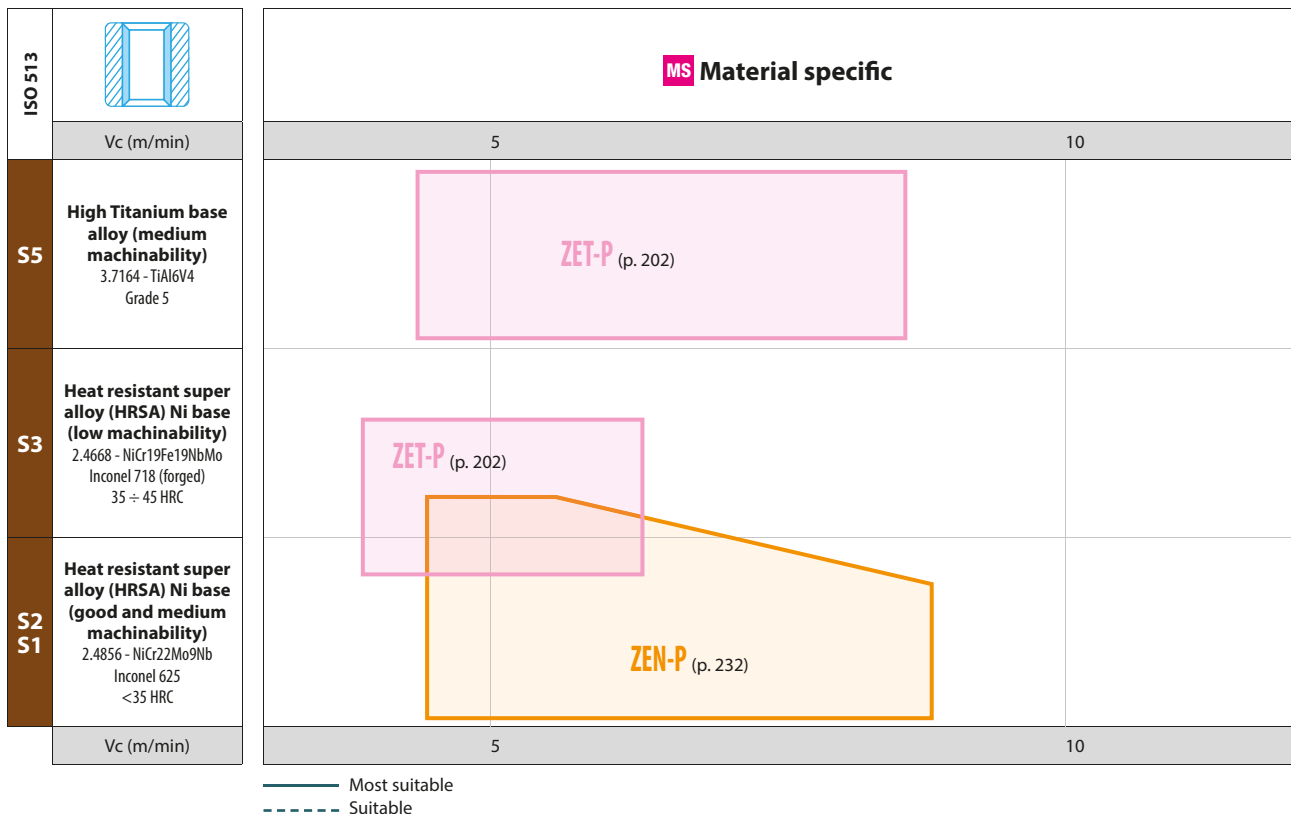 ISO 513
MS Material specific
Vc (m/min)
5
10
S5
High Titanium base
alloy (medium
machinability)
3.7164 - TiAl6V4
Grade 5
ZET-P (p. 202)
S3
Heat resistant super
alloy (HRSA) Ni base
(low machinability)
2.4668 - NiCr19Fe19NbMo
Inconel 718 (forged)
35 ÷ 45 HRC
ZET-P (p. 202)
S2
S1
Heat resistant super
alloy (HRSA) Ni base
(good and medium
machinability)
2.4856 - NiCr22Mo9Nb
Inconel 625
<35 HRC
ZEN-P (p. 232)
Vc (m/min)
5
10
Most suitable
Suitable